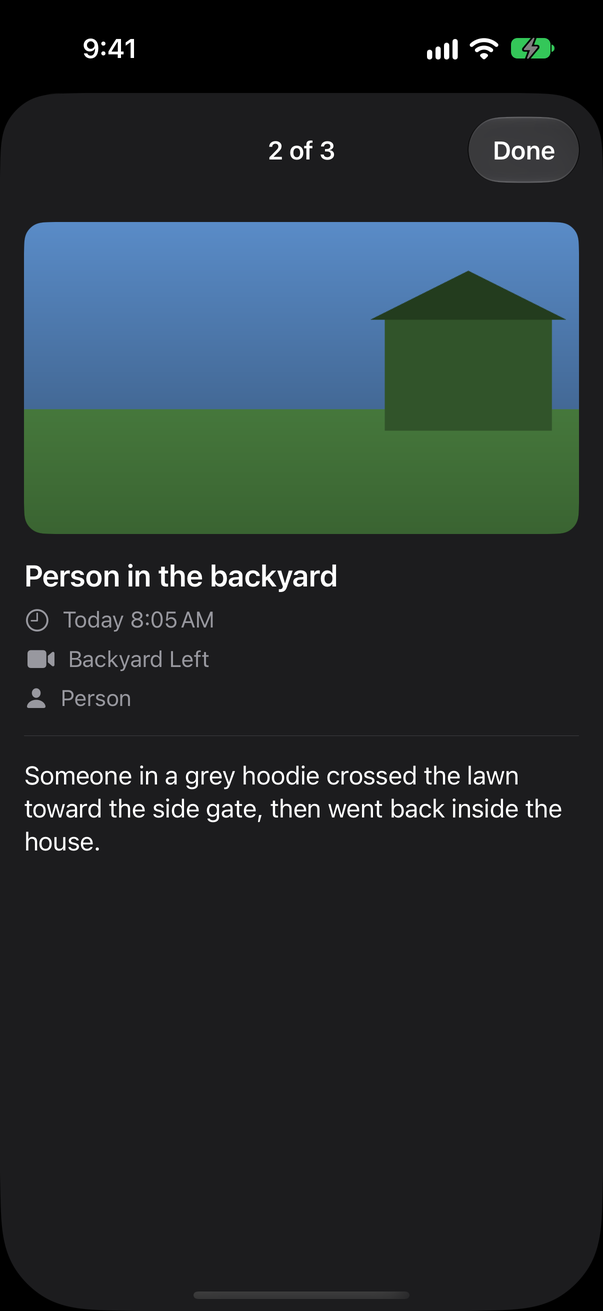 9:41
2 of 3
Done
Person in the backyard
Today 8:05 AM
Backyard Left
Person
Someone in a grey hoodie crossed the lawn
toward the side gate, then went back inside the
house.